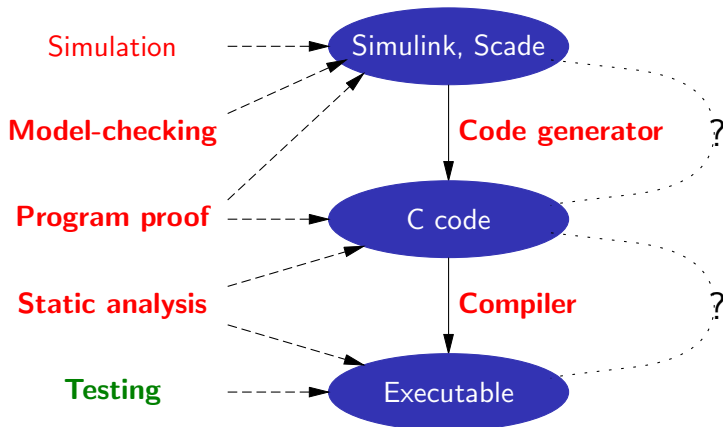 Simulation
Simulink, Scade
Model-checking
Code generator
?
Program proof
C code
Static analysis
Compiler
?
Testing
Executable